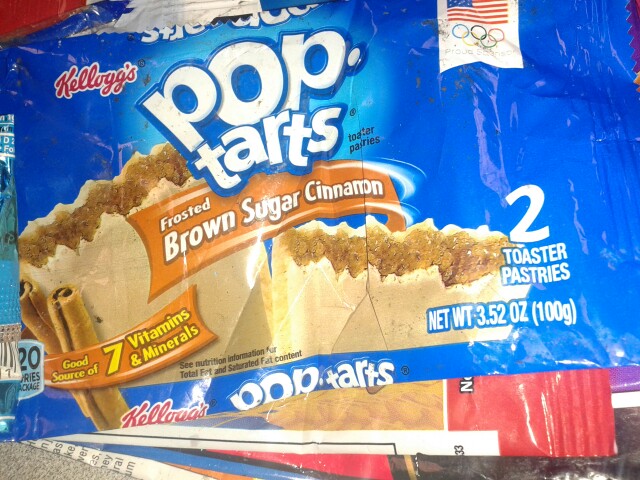 Kellogg's
pop.
tarts
toaster
pastries
Frosted
Brown Sugar Cinnamon
2
TOASTER
PASTRIES
NET WT 3.52 OZ (100g)
Good
Source of 7 Vitamins
& Minerals
See nutrition information for
Total Fat and Saturated Fat content
Kellogg's pop.tarts
33